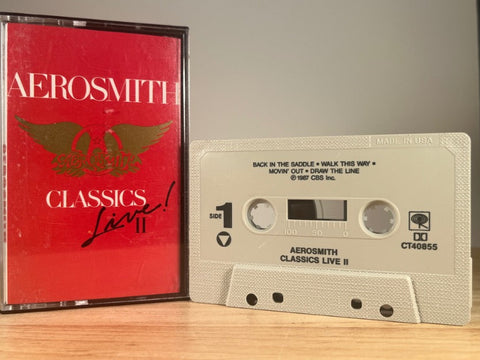 AEROSMITH
AEROSMITH
CLASSICS
Live!
II
MADE IN USA
BACK IN THE SADDLE • WALK THIS WAY •
MOVIN' OUT • DRAW THE LINE
℗1987 CBS Inc.
SIDE 1
100 50 0
CT40855
AEROSMITH
CLASSICS LIVE II